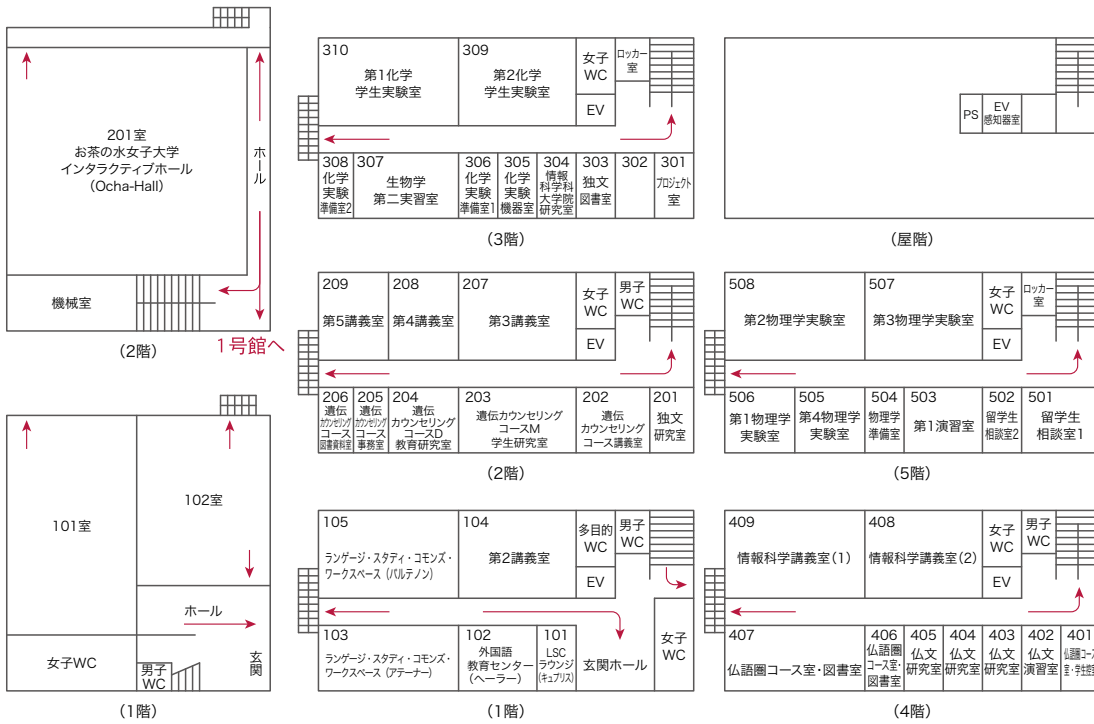 201室
お茶の水女子大学
インタラクティブホール
(Ocha-Hall)
ホール
機械室
(2階)
1号館へ
101室
102室
ホール
女子WC
男子
WC
玄関
(1階)
310
第1化学
学生実験室
309
第2化学
学生実験室
女子
WC
ロッカー
室
EV
308
化学
実験
準備室2
307
生物学
第二実習室
306
化学
実験
準備室1
305
化学
実験
機器室
304
情報
科学科
大学院
研究室
303
独文
図書室
302
301
プロジェクト
室
(3階)
209
第5講義室
208
第4講義室
207
第3講義室
女子
WC
男子
WC
EV
206
遺伝
カウンセリング
コース
図書資料室
205
遺伝
カウンセリング
コース
事務室
204
遺伝
カウンセリング
コースD
教育研究室
203
遺伝カウンセリング
コースM
学生研究室
202
遺伝
カウンセリング
コース講義室
201
独文
研究室
(2階)
105
ランゲージ・スタディ・コモンズ・
ワークスペース(パルテノン)
104
第2講義室
多目的
WC
男子
WC
EV
103
ランゲージ・スタディ・コモンズ・
ワークスペース(アテーナー)
102
外国語
教育センター
(ヘーラー)
101
LSC
ラウンジ
(キュプリス)
玄関ホール
女子
WC
(1階)
PS
EV
感知器室
(屋階)
508
第2物理学実験室
507
第3物理学実験室
女子
WC
ロッカー
室
EV
506
第1物理学
実験室
505
第4物理学
実験室
504
物理学
準備室
503
第1演習室
502
留学生
相談室2
501
留学生
相談室1
(5階)
409
情報科学講義室(1)
408
情報科学講義室(2)
女子
WC
男子
WC
EV
407
仏語圏コース室・図書室
406
仏語圏
コース室・
図書室
405
仏文
研究室
404
仏文
研究室
403
仏文
研究室
402
仏文
演習室
401
仏語圏コース
室・学生控室
(4階)